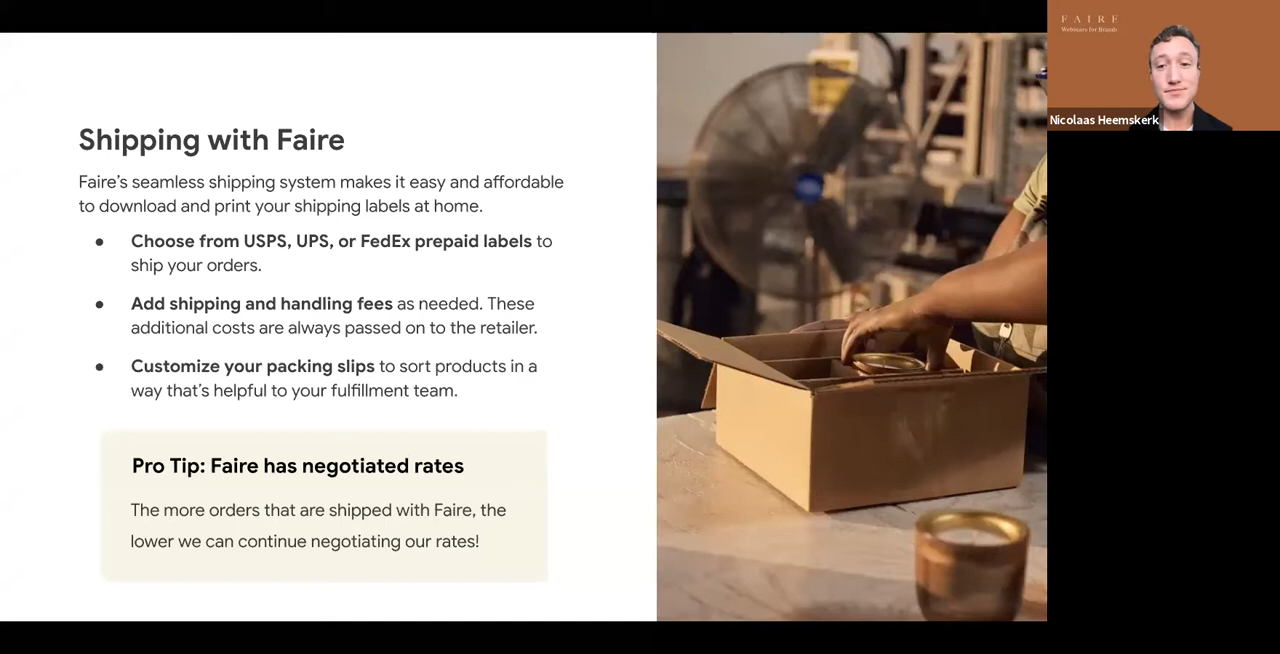 Shipping with Faire
Faire’s seamless shipping system makes it easy and affordable
to download and print your shipping labels at home.
● Choose from USPS, UPS, or FedEx prepaid labels to
ship your orders.
● Add shipping and handling fees as needed. These
additional costs are always passed on to the retailer.
● Customize your packing slips to sort products in a
way that’s helpful to your fulfillment team.
Pro Tip: Faire has negotiated rates
The more orders that are shipped with Faire, the
lower we can continue negotiating our rates!
FAIRE
Webinars for Brands
Nicolaas Heemskerk